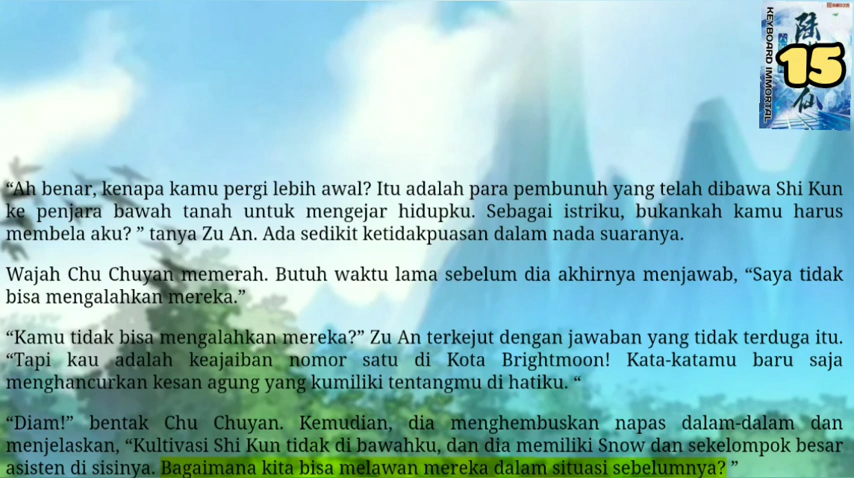 KEYBOARD IMMORTAL
15
“Ah benar, kenapa kamu pergi lebih awal? Itu adalah para pembunuh yang telah dibawa Shi Kun
ke penjara bawah tanah untuk mengejar hidupku. Sebagai istriku, bukankah kamu harus
membela aku? ” tanya Zu An. Ada sedikit ketidakpuasan dalam nada suaranya.
Wajah Chu Chuyan memerah. Butuh waktu lama sebelum dia akhirnya menjawab, “Saya tidak
bisa mengalahkan mereka.”
“Kamu tidak bisa mengalahkan mereka?” Zu An terkejut dengan jawaban yang tidak terduga itu.
“Tapi kau adalah keajaiban nomor satu di Kota Brightmoon! Kata-katamu baru saja
menghancurkan kesan agung yang kumiliki tentangmu di hatiku. “
“Diam!” bentak Chu Chuyan. Kemudian, dia menghembuskan napas dalam-dalam dan
menjelaskan, “Kultivasi Shi Kun tidak di bawahku, dan dia memiliki Snow dan sekelompok besar
asisten di sisinya. Bagaimana kita bisa melawan mereka dalam situasi sebelumnya? ”